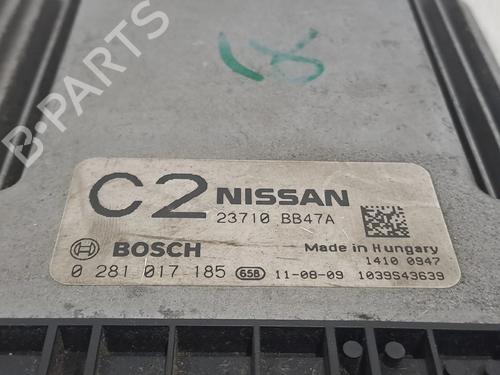 C2 NISSAN
23710 BB47A
BOSCH
Made in Hungary
1410 0947
0 281 017 185 65B 11-08-09 1039S43639
B-PARTS